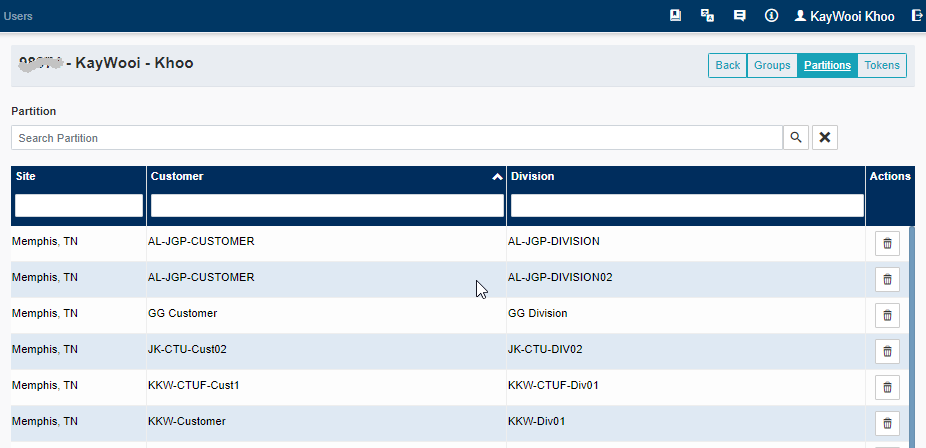 Users KayWooi Khoo
- KayWooi - Khoo Back Groups Partitions Tokens
Partition
Search Partition
Site Customer Division Actions
Memphis, TN AL-JGP-CUSTOMER AL-JGP-DIVISION
Memphis, TN AL-JGP-CUSTOMER AL-JGP-DIVISION02
Memphis, TN GG Customer GG Division
Memphis, TN JK-CTU-Cust02 JK-CTU-DIV02
Memphis, TN KKW-CTUF-Cust1 KKW-CTUF-Div01
Memphis, TN KKW-Customer KKW-Div01